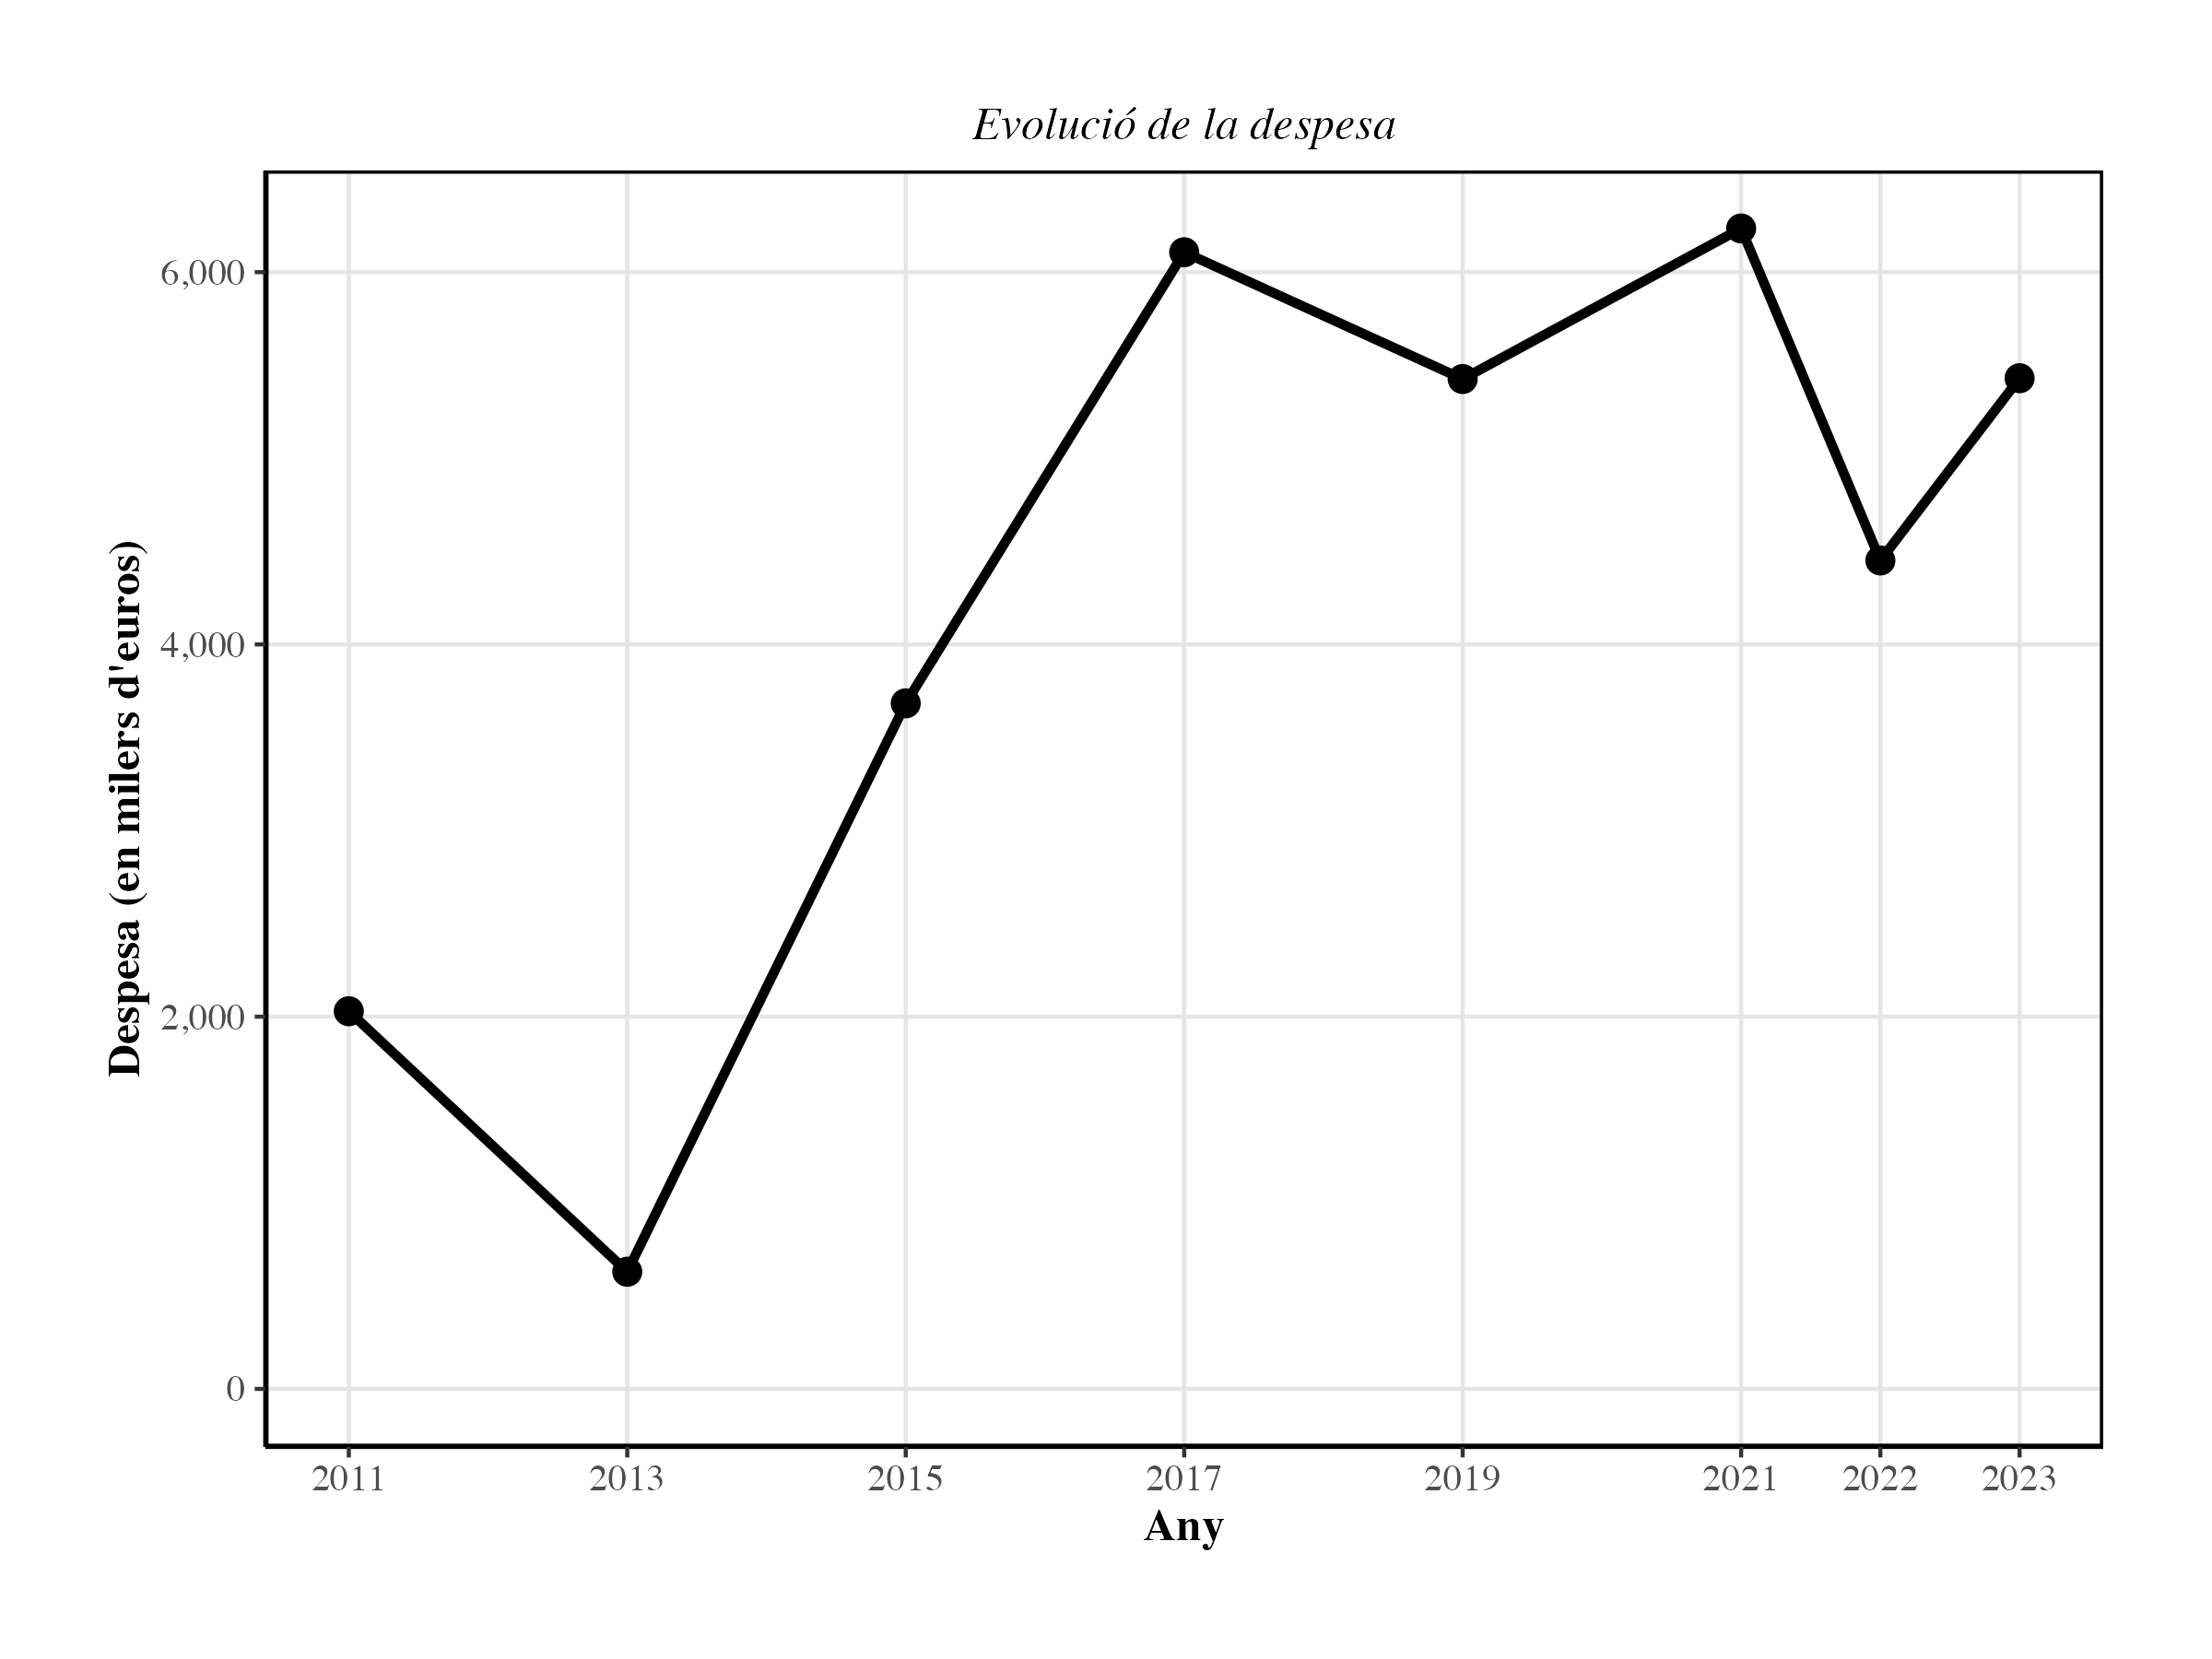 Evolució de la despesa
Despesa (en milers d'euros)
6,000
4,000
2,000
0
2011 2013 2015 2017 2019 2021 2022 2023
Any